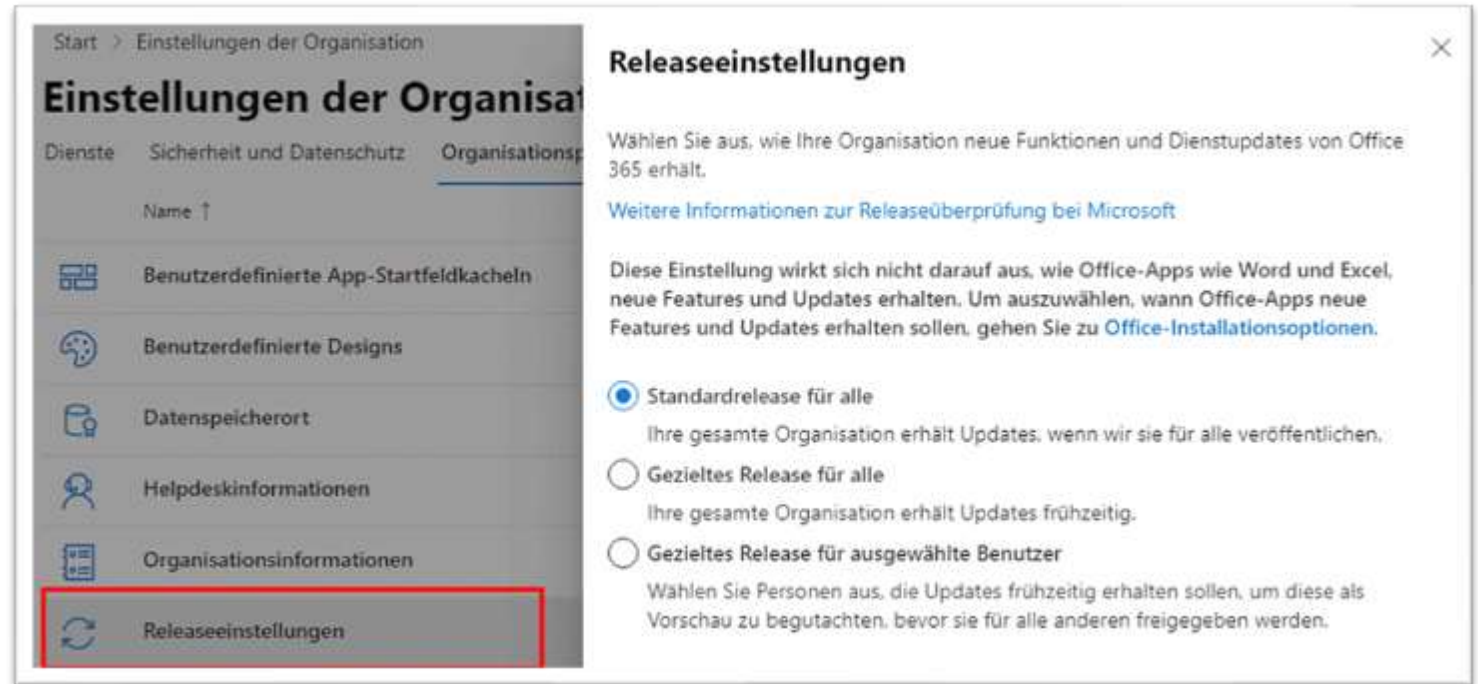 Start > Einstellungen der Organisation
Einstellungen der Organisat
Dienste Sicherheit und Datenschutz Organisationsp
Name ↑
Benutzerdefinierte App-Startfeldkacheln
Benutzerdefinierte Designs
Datenspeicherort
Helpdeskinformationen
Organisationsinformationen
Releaseeinstellungen
Releaseeinstellungen
Wählen Sie aus, wie Ihre Organisation neue Funktionen und Dienstupdates von Office
365 erhält.
Weitere Informationen zur Releaseüberprüfung bei Microsoft
Diese Einstellung wirkt sich nicht darauf aus, wie Office-Apps wie Word und Excel,
neue Features und Updates erhalten. Um auszuwählen, wann Office-Apps neue
Features und Updates erhalten sollen, gehen Sie zu Office-Installationsoptionen.
Standardrelease für alle
Ihre gesamte Organisation erhält Updates, wenn wir sie für alle veröffentlichen.
Gezieltes Release für alle
Ihre gesamte Organisation erhält Updates frühzeitig.
Gezieltes Release für ausgewählte Benutzer
Wählen Sie Personen aus, die Updates frühzeitig erhalten sollen, um diese als
Vorschau zu begutachten, bevor sie für alle anderen freigegeben werden.